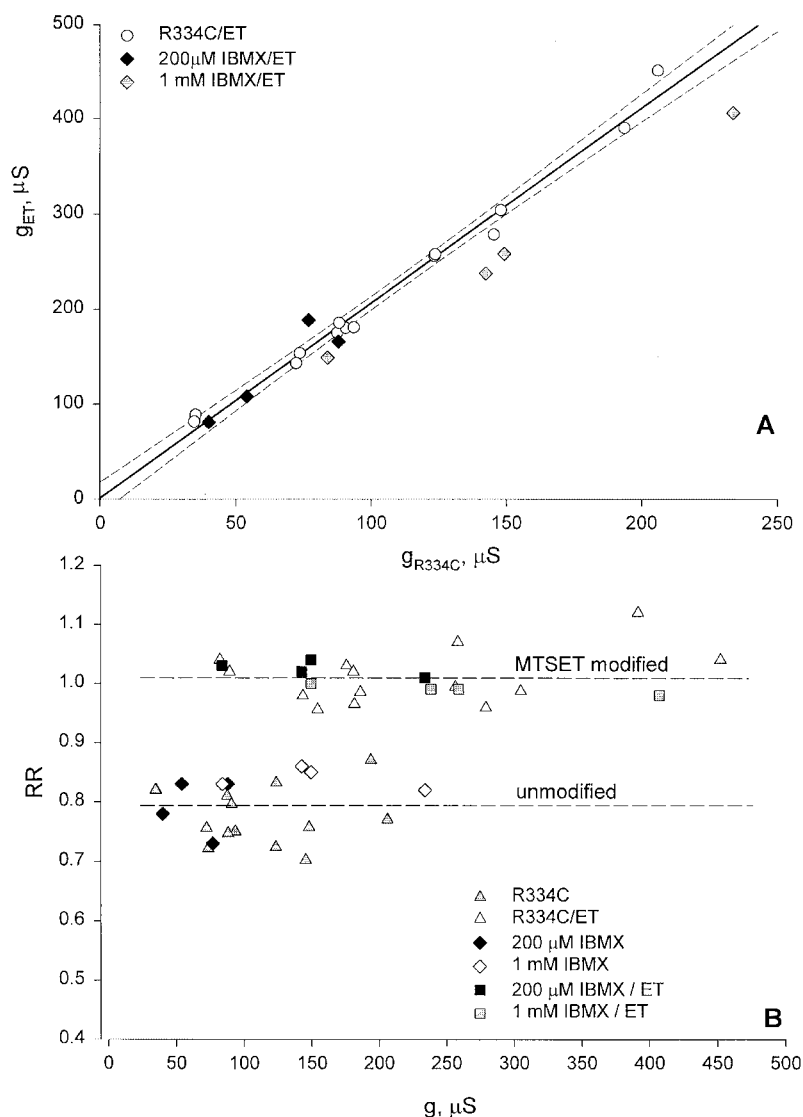 500
400
300
200
100
0
g_ET, μS
R334C/ET
200μM IBMX/ET
1 mM IBMX/ET
A
0 50 100 150 200 250
g_R334C, μS
1.2
1.1
1.0
0.9
0.8
0.7
0.6
0.5
0.4
RR
MTSET modified
unmodified
R334C
R334C/ET
200 μM IBMX
1 mM IBMX
200 μM IBMX / ET
1 mM IBMX / ET
B
0 50 100 150 200 250 300 350 400 450 500
g, μS